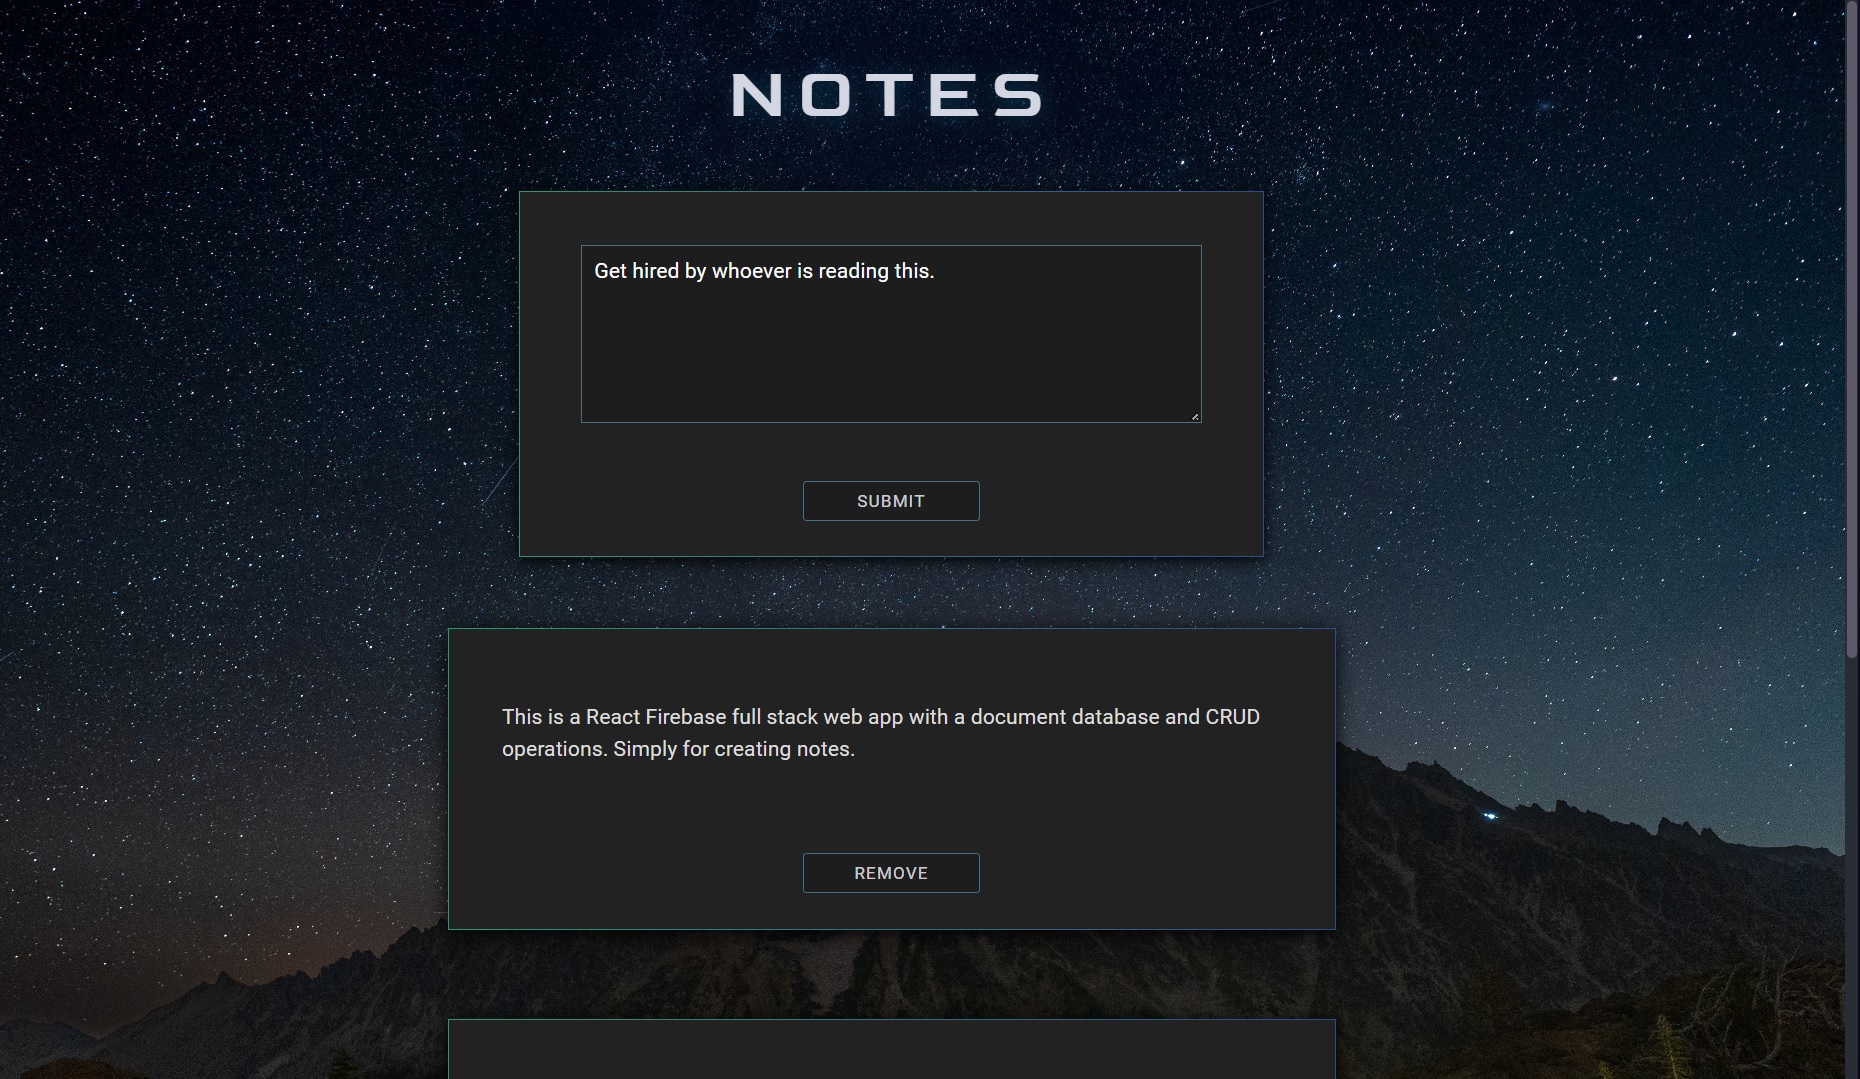 NOTES
Get hired by whoever is reading this.
SUBMIT
This is a React Firebase full stack web app with a document database and CRUD
operations. Simply for creating notes.
REMOVE